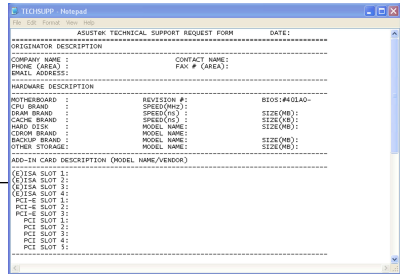 TECHSUPP - Notepad
File Edit Format View Help
ASUSTeK TECHNICAL SUPPORT REQUEST FORM DATE:
ORIGINATOR DESCRIPTION
COMPANY NAME : CONTACT NAME:
PHONE (AREA) : FAX # (AREA):
EMAIL ADDRESS:
HARDWARE DESCRIPTION
MOTHERBOARD : REVISION #: BIOS:#401A0-
CPU BRAND : SPEED(MHz):
DRAM BRAND : SPEED(ns) : SIZE(MB):
CACHE BRAND : SPEED(ns) : SIZE(KB):
HARD DISK : MODEL NAME: SIZE(MB):
CDROM BRAND : MODEL NAME:
BACKUP BRAND : MODEL NAME: SIZE(MB):
OTHER STORAGE: MODEL NAME: SIZE(MB):
ADD-IN CARD DESCRIPTION (MODEL NAME/VENDOR)
(E)ISA SLOT 1:
(E)ISA SLOT 2:
(E)ISA SLOT 3:
(E)ISA SLOT 4:
PCI-E SLOT 1:
PCI-E SLOT 2:
PCI-E SLOT 3:
PCI SLOT 1:
PCI SLOT 2:
PCI SLOT 3:
PCI SLOT 4:
PCI SLOT 5: